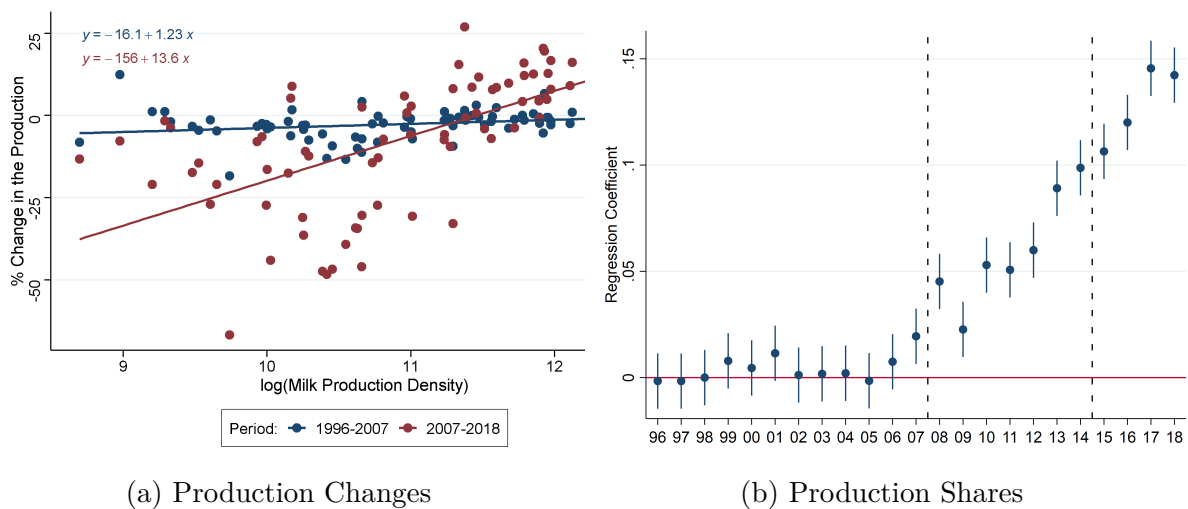 y = −16.1 + 1.23 x
y = −156 + 13.6 x
% Change in the Production
25
0
-25
-50
9 10 11 12
log(Milk Production Density)
Period: 1996-2007 2007-2018
(a) Production Changes
Regression Coefficient
.15
.1
.05
0
96 97 98 99 00 01 02 03 04 05 06 07 08 09 10 11 12 13 14 15 16 17 18
(b) Production Shares